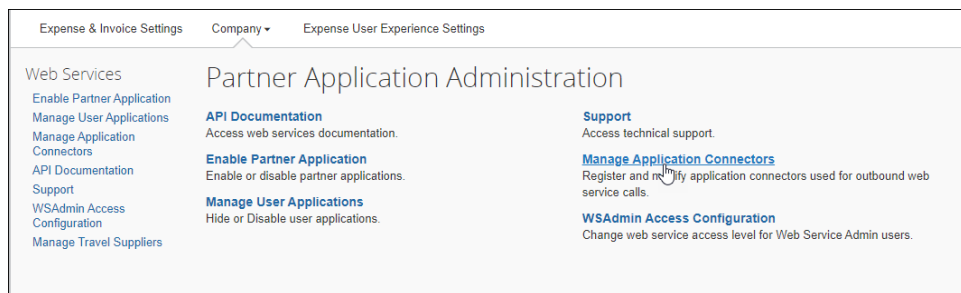 Expense & Invoice Settings
Company
Expense User Experience Settings
Web Services
Enable Partner Application
Manage User Applications
Manage Application
Connectors
API Documentation
Support
WSAdmin Access
Configuration
Manage Travel Suppliers
Partner Application Administration
API Documentation
Access web services documentation.
Enable Partner Application
Enable or disable partner applications.
Manage User Applications
Hide or Disable user applications.
Support
Access technical support.
Manage Application Connectors
Register and modify application connectors used for outbound web
service calls.
WSAdmin Access Configuration
Change web service access level for Web Service Admin users.